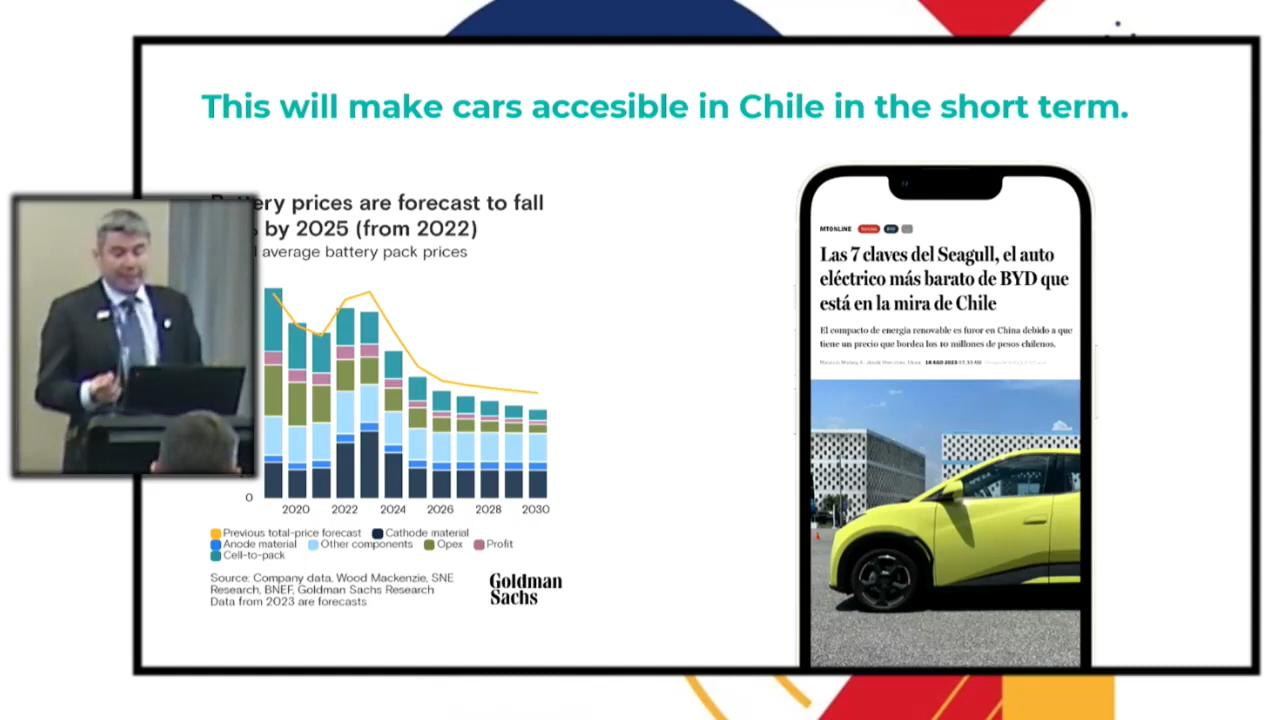 This will make cars accesible in Chile in the short term.
ery prices are forecast to fall
by 2025 (from 2022)
average battery pack prices
0
2020 2022 2024 2026 2028 2030
Previous total-price forecast Cathode material
Anode material Other components Opex Profit
Cell-to-pack
Source: Company data, Wood Mackenzie, SNE
Research, BNEF, Goldman Sachs Research
Data from 2023 are forecasts
Goldman
Sachs
MTONLINE BYD
Las 7 claves del Seagull, el auto
eléctrico más barato de BYD que
está en la mira de Chile
El compacto de energía renovable es furor en China debido a que
tiene un precio que bordea los 10 millones de pesos chilenos.